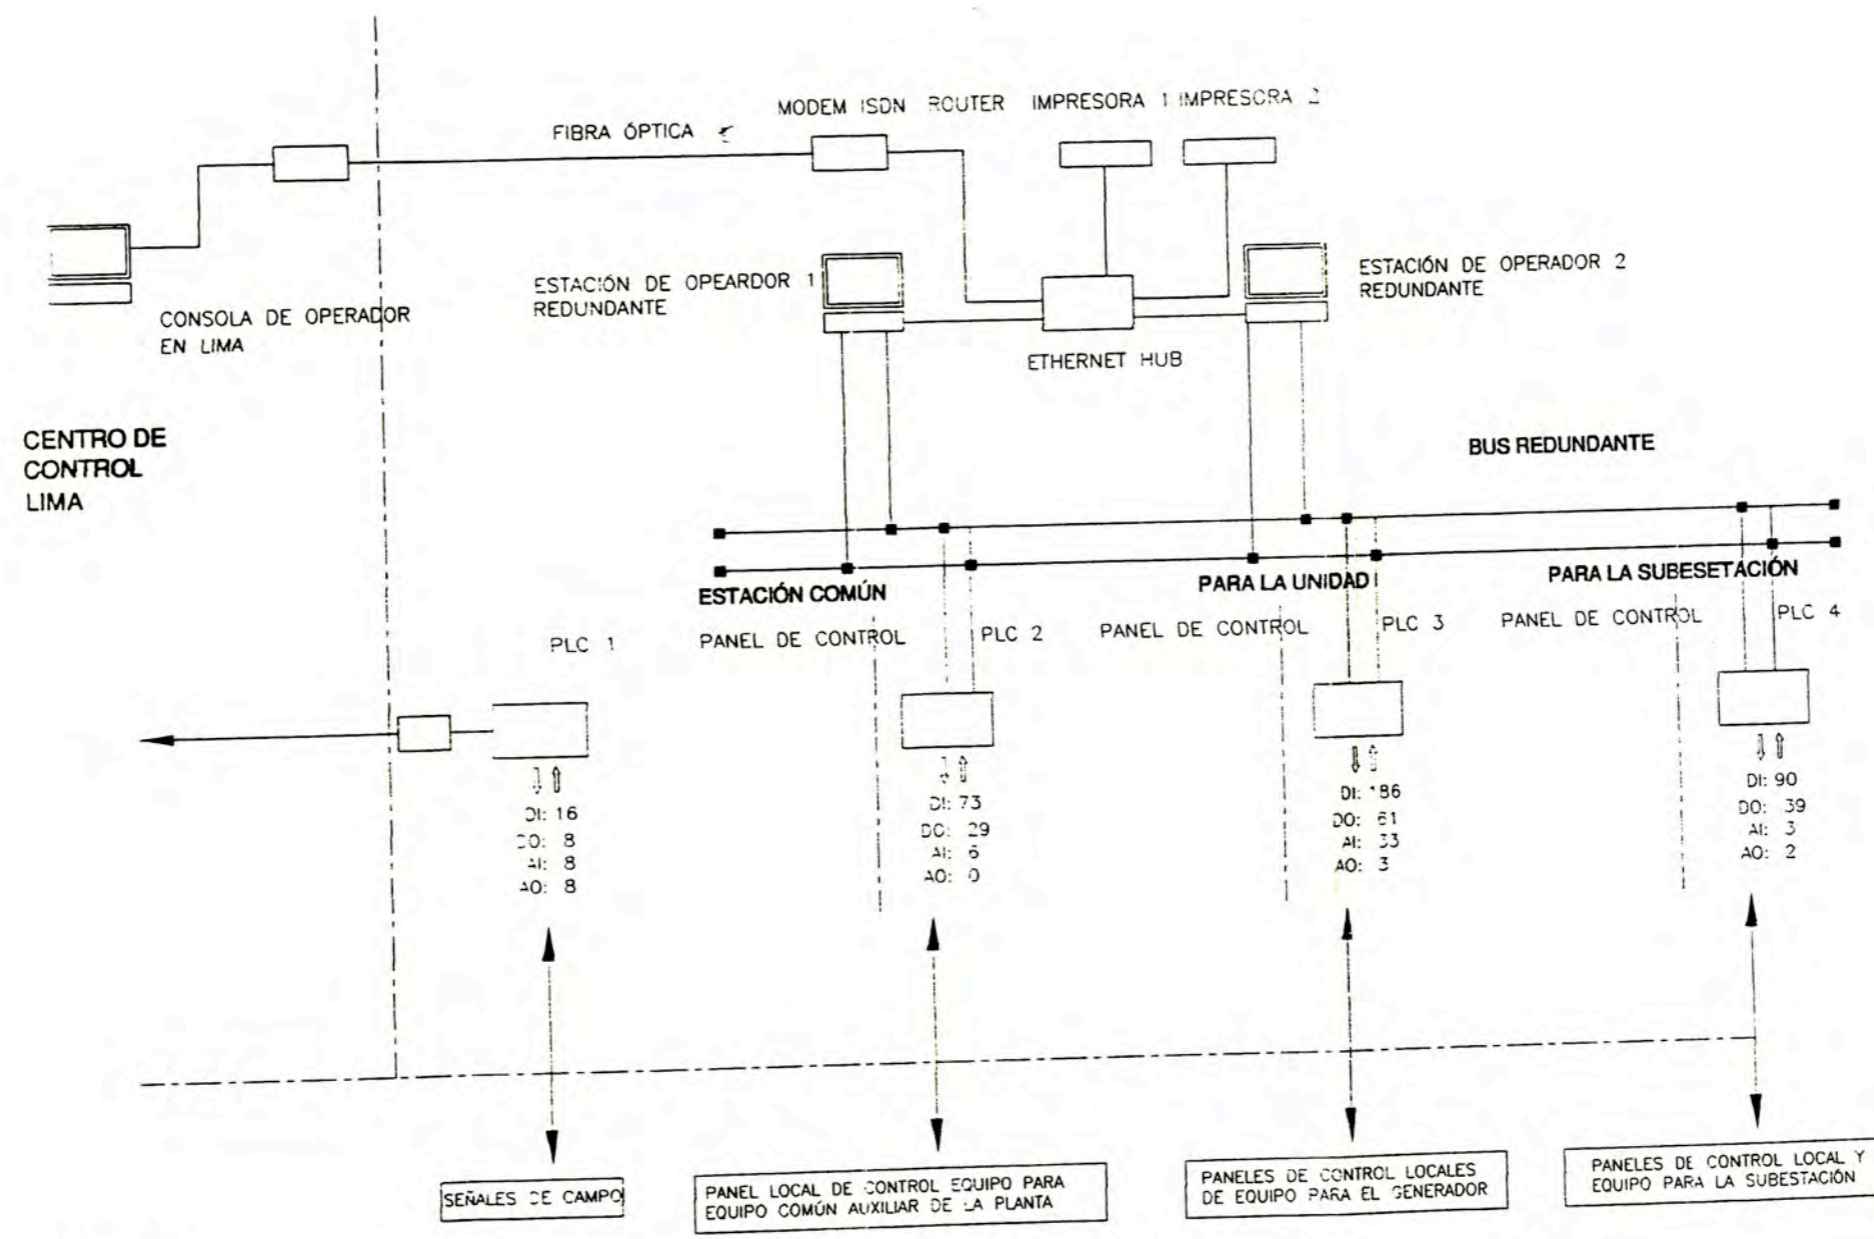 MODEM ISDN ROUTER IMPRESORA 1 IMPRESORA 2
FIBRA ÓPTICA
ESTACIÓN DE OPEARDOR 1
REDUNDANTE
ESTACIÓN DE OPERADOR 2
REDUNDANTE
CONSOLA DE OPERADOR
EN LIMA
ETHERNET HUB
CENTRO DE
CONTROL
LIMA
BUS REDUNDANTE
ESTACIÓN COMÚN
PARA LA UNIDAD
PARA LA SUBESETACIÓN
PLC 1
PANEL DE CONTROL
PLC 2
PANEL DE CONTROL
PLC 3
PANEL DE CONTROL
PLC 4
DI: 16
DO: 8
AI: 8
AO: 8
DI: 73
DO: 29
AI: 6
AO: 0
DI: 186
DO: 61
AI: 33
AO: 3
DI: 90
DO: 39
AI: 3
AO: 2
SEÑALES DE CAMPO
PANEL LOCAL DE CONTROL EQUIPO PARA
EQUIPO COMÚN AUXILIAR DE LA PLANTA
PANELES DE CONTROL LOCALES
DE EQUIPO PARA EL GENERADOR
PANELES DE CONTROL LOCAL Y
EQUIPO PARA LA SUBESTACIÓN